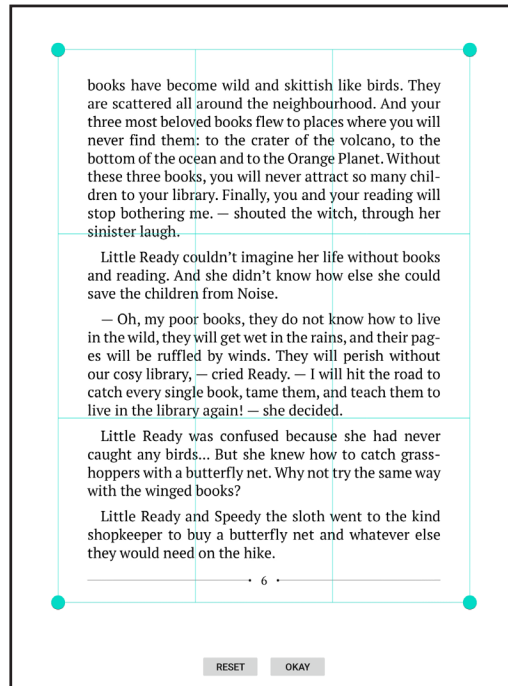 books have become wild and skittish like birds. They
are scattered all around the neighbourhood. And your
three most beloved books flew to places where you will
never find them: to the crater of the volcano, to the
bottom of the ocean and to the Orange Planet. Without
these three books, you will never attract so many chil-
dren to your library. Finally, you and your reading will
stop bothering me. — shouted the witch, through her
sinister laugh.
Little Ready couldn’t imagine her life without books
and reading. And she didn’t know how else she could
save the children from Noise.
— Oh, my poor books, they do not know how to live
in the wild, they will get wet in the rains, and their pag-
es will be ruffled by winds. They will perish without
our cosy library, — cried Ready. — I will hit the road to
catch every single book, tame them, and teach them to
live in the library again! — she decided.
Little Ready was confused because she had never
caught any birds... But she knew how to catch grass-
hoppers with a butterfly net. Why not try the same way
with the winged books?
Little Ready and Speedy the sloth went to the kind
shopkeeper to buy a butterfly net and whatever else
they would need on the hike.
• 6 •
RESET OKAY